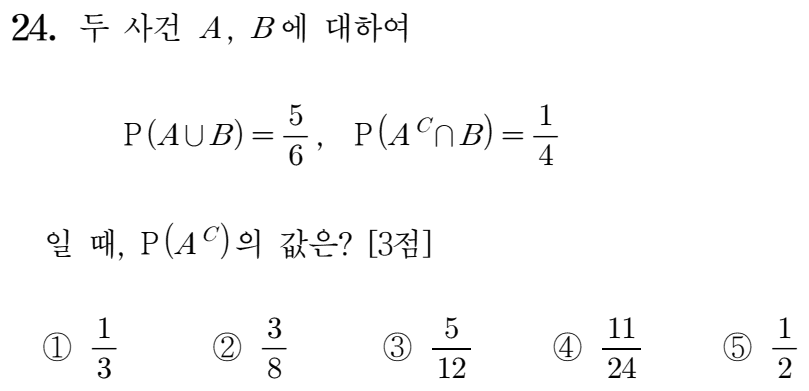 24. 두 사건 A, B에 대하여
P(A∪B) = 5/6, P(A^C∩B) = 1/4
일 때, P(A^C)의 값은? [3점]
① 1/3 ② 3/8 ③ 5/12 ④ 11/24 ⑤ 1/2